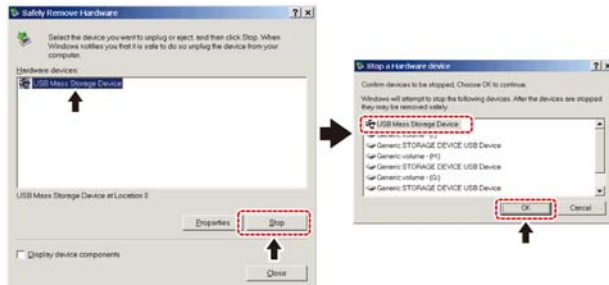 Safely Remove Hardware
Select the device you want to unplug or eject, and then click Stop. When
Windows notifies you that it is safe to do so unplug the device from your
computer.
Hardware devices:
USB Mass Storage Device
USB Mass Storage Device at Location 0
Properties
Stop
Display device components
Close
Stop a Hardware device
Confirm devices to be stopped, Choose OK to continue.
Windows will attempt to stop the following devices. After the devices are stopped
they may be removed safely.
USB Mass Storage Device
Generic volume - (I:)
Generic STORAGE DEVICE USB Device
Generic volume - (H:)
Generic STORAGE DEVICE USB Device
Generic volume - (G:)
Generic STORAGE DEVICE USB Device
OK
Cancel